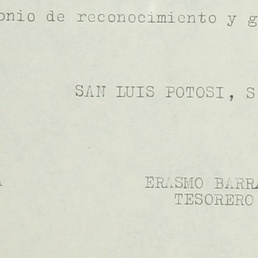 onio de reconocimiento y g
SAN LUIS POTOSI, S
ERASMO BARRA
TESORERO